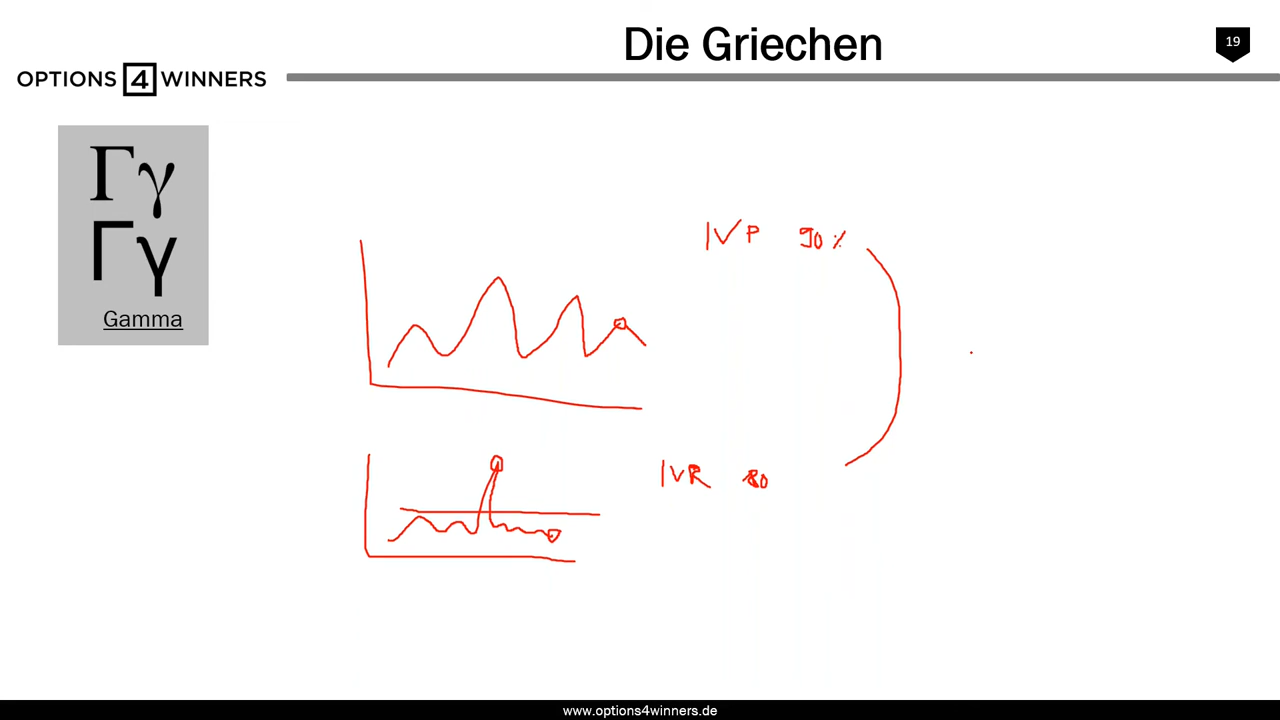 Die Griechen
19
OPTIONS 4 WINNERS
Γγ
Γγ
Gamma
IVP 90%
IVR 80
www.options4winners.de